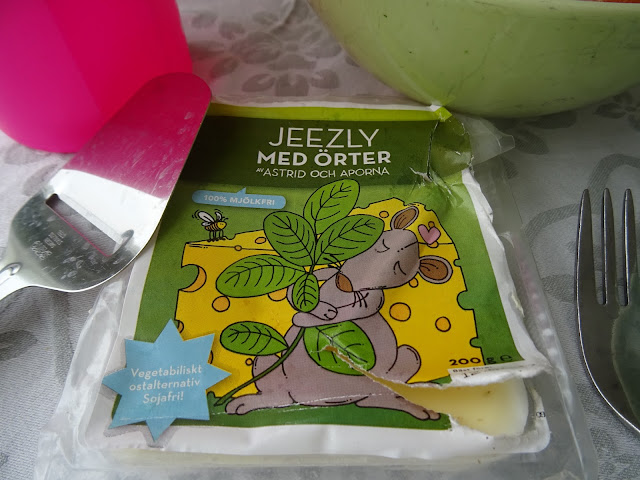 JEEZLY
MED ÖRTER
AV ASTRID OCH APORNA
100% MJÖLKFRI
Vegetabiliskt
ostalternativ
Sojafri!
200 g e